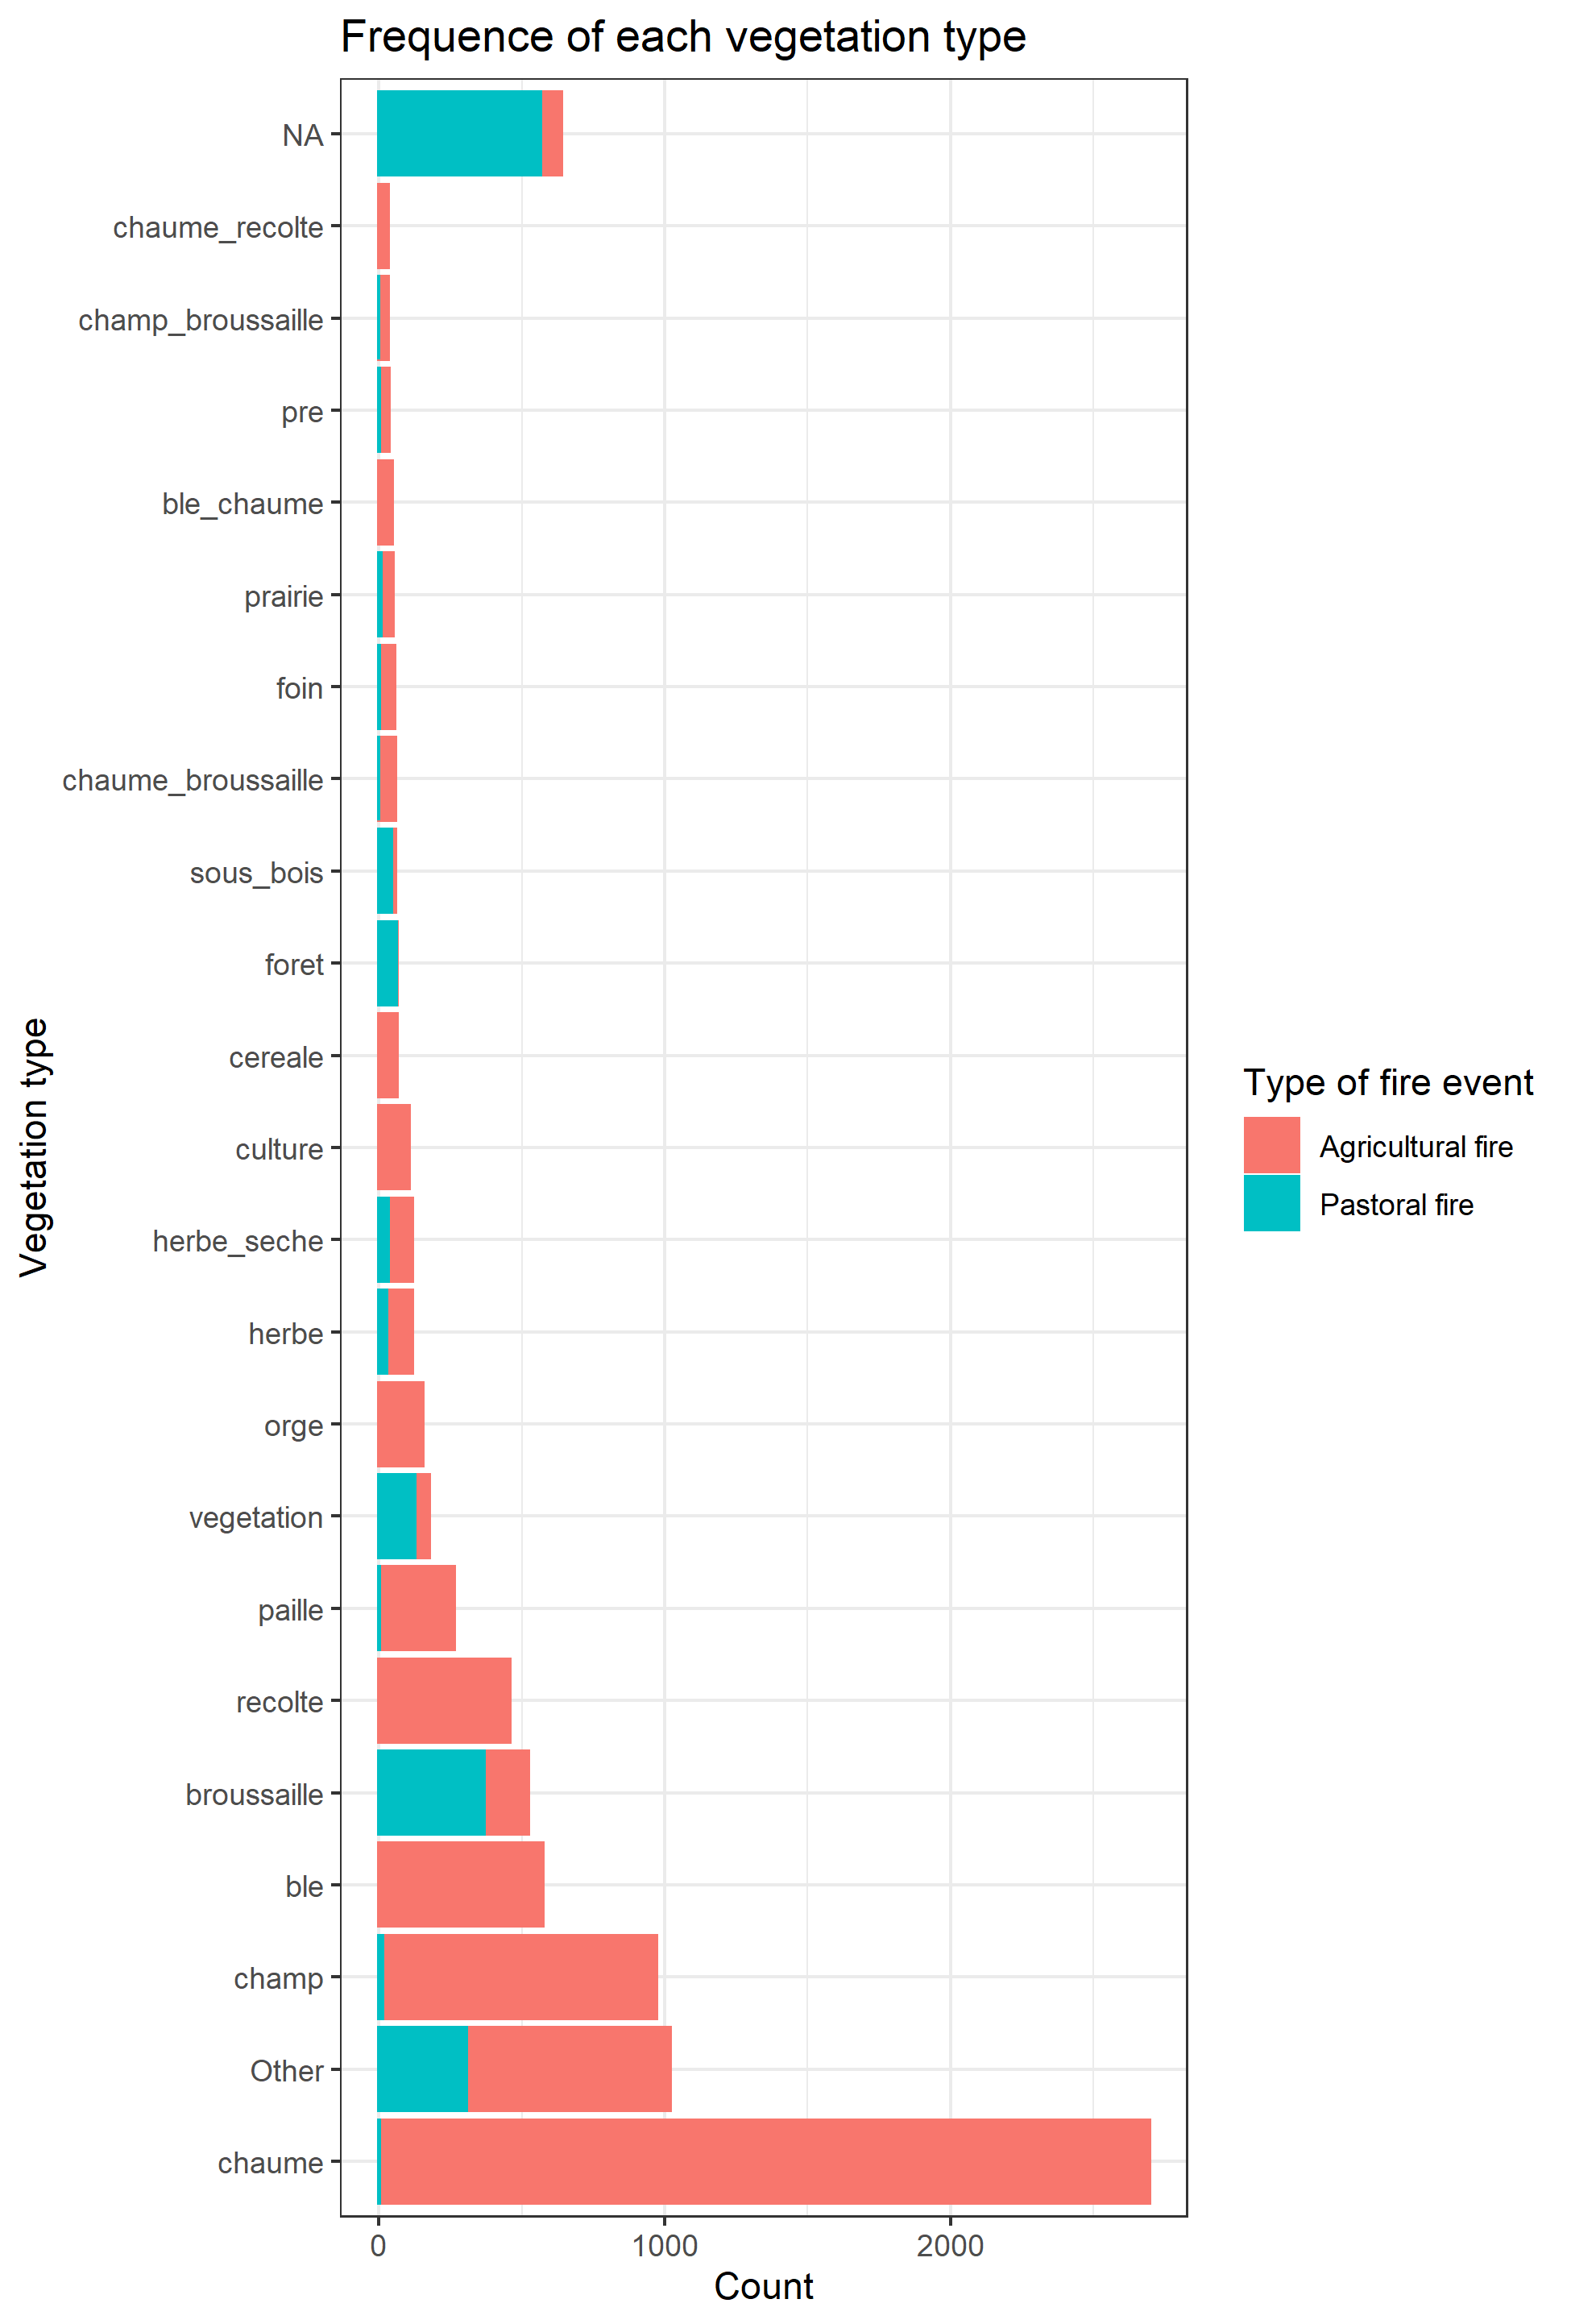 Frequence of each vegetation type
NA
chaume_recolte
champ_broussaille
pre
ble_chaume
prairie
foin
chaume_broussaille
sous_bois
foret
cereale
culture
herbe_seche
herbe
orge
vegetation
paille
recolte
broussaille
ble
champ
Other
chaume
Vegetation type
0 1000 2000
Count
Type of fire event
Agricultural fire
Pastoral fire